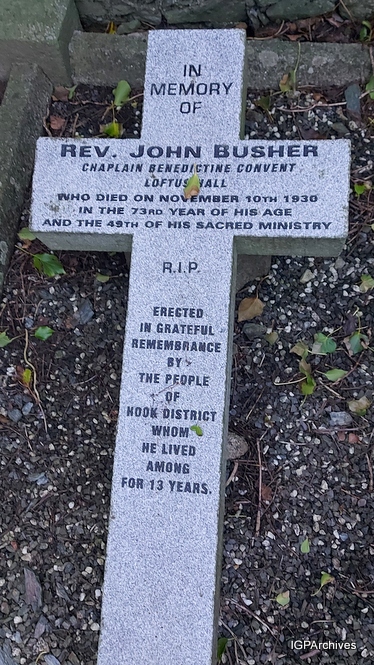 IN
MEMORY
OF
REV. JOHN BUSHER
CHAPLAIN BENEDICTINE CONVENT
LOFTUS HALL
WHO DIED ON NOVEMBER 10TH 1930
IN THE 73RD YEAR OF HIS AGE
AND THE 49TH OF HIS SACRED MINISTRY
R.I.P.
ERECTED
IN GRATEFUL
REMEMBRANCE
BY
THE PEOPLE
OF
HOOK DISTRICT
WHOM
HE LIVED
AMONG
FOR 13 YEARS.
IGPArchives